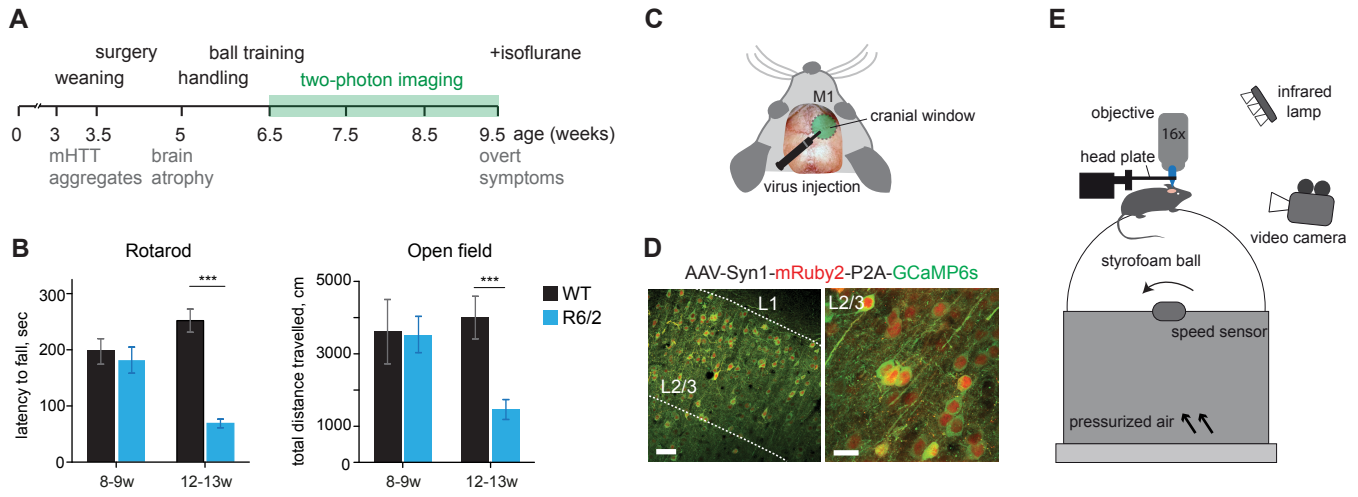 A
surgery
ball training
+isoflurane
weaning
handling
two-photon imaging
0
3
3.5
5
6.5
7.5
8.5
9.5
age (weeks)
mHTT
aggregates
brain
atrophy
overt
symptoms
B
Rotarod
latency to fall, sec
300
200
100
0
***
8-9w
12-13w
Open field
total distance travelled, cm
5000
4000
3000
1000
0
***
8-9w
12-13w
WT
R6/2
C
M1
cranial window
virus injection
D
AAV-Syn1-mRuby2-P2A-GCaMP6s
L1
L2/3
L2/3
E
infrared
lamp
objective
16x
head plate
video camera
styrofoam ball
speed sensor
pressurized air